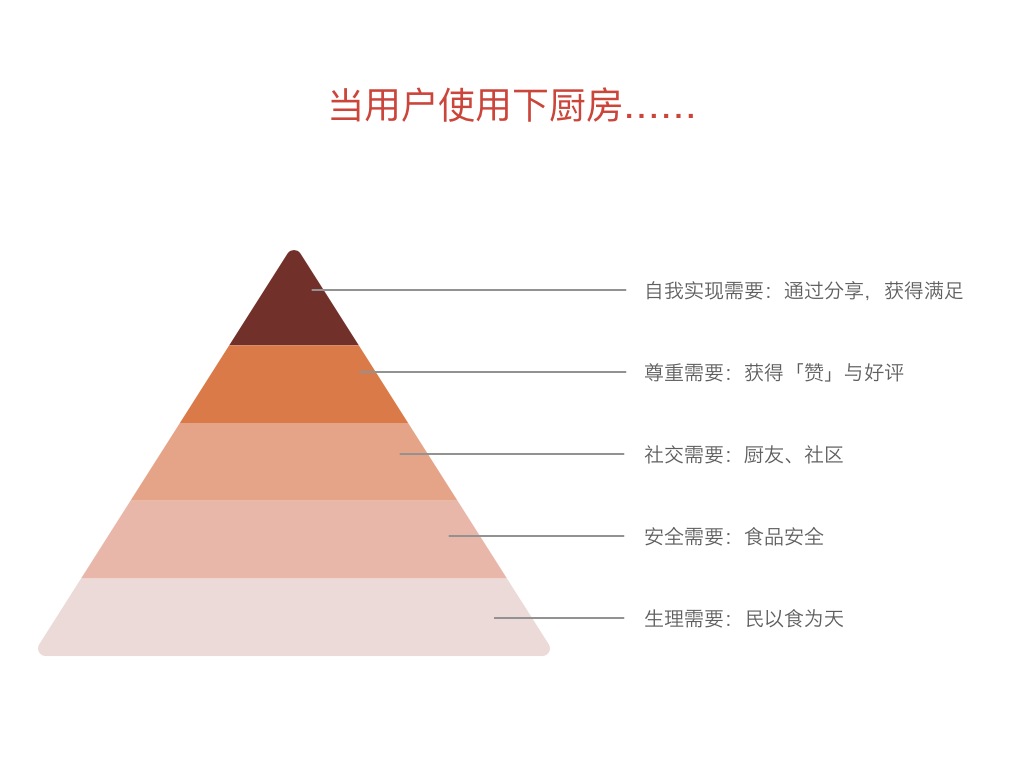 当用户使用下厨房……
自我实现需要：通过分享，获得满足
尊重需要：获得「赞」与好评
社交需要：厨友、社区
安全需要：食品安全
生理需要：民以食为天